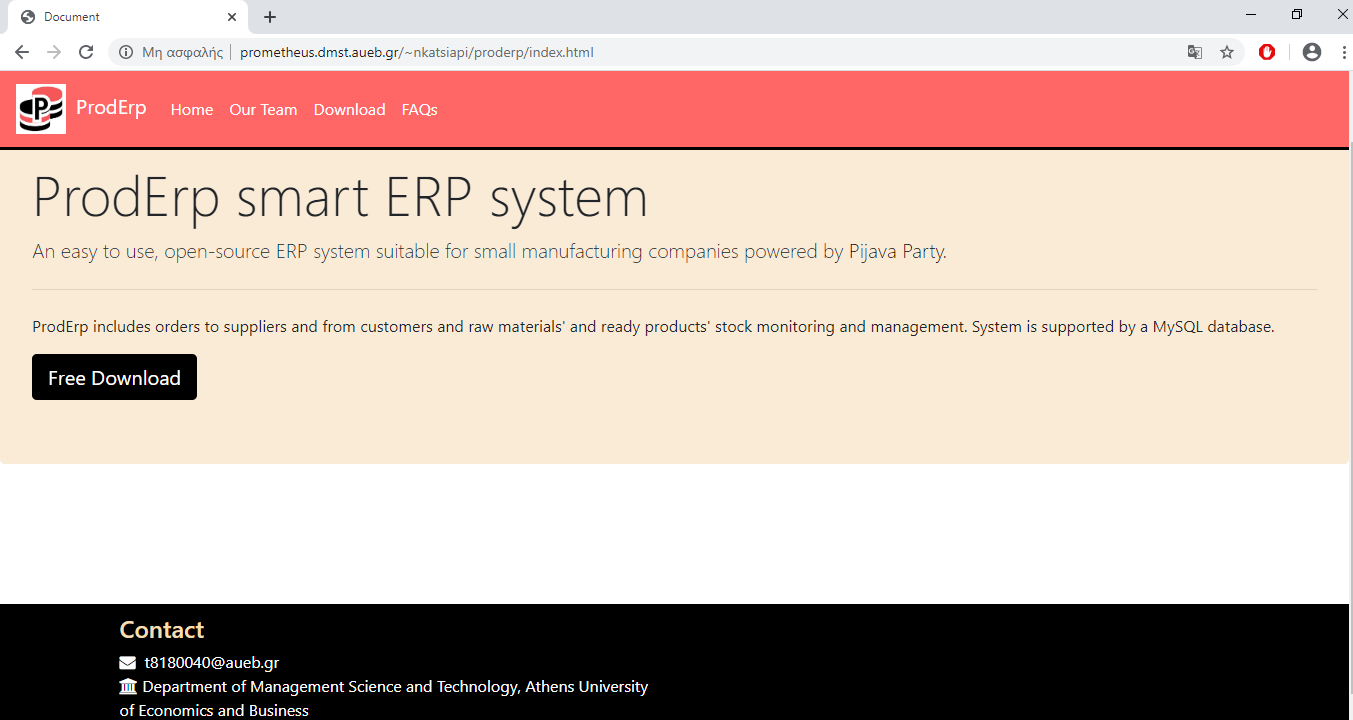 Document
Μη ασφαλής prometheus.dmst.aueb.gr/~nkatsiapi/proderp/index.html
P ProdErp Home Our Team Download FAQs
ProdErp smart ERP system
An easy to use, open-source ERP system suitable for small manufacturing companies powered by Pijava Party.
ProdErp includes orders to suppliers and from customers and raw materials' and ready products' stock monitoring and management. System is supported by a MySQL database.
Free Download
Contact
t8180040@aueb.gr
Department of Management Science and Technology, Athens University
of Economics and Business